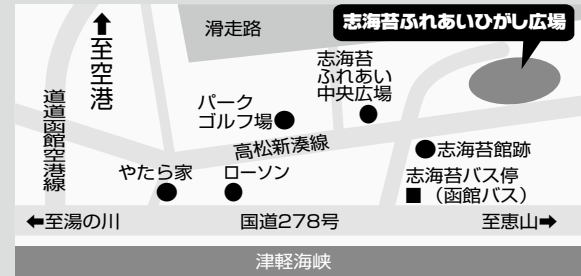 志海苔ふれあいひがし広場
滑走路
↑至空港
志海苔
ふれあい
中央広場
道道函館空港線
パーク
ゴルフ場●
高松新湊線
●志海苔館跡
やたら家
ローソン
志海苔バス停
■（函館バス）
←至湯の川
国道278号
至恵山→
津軽海峡